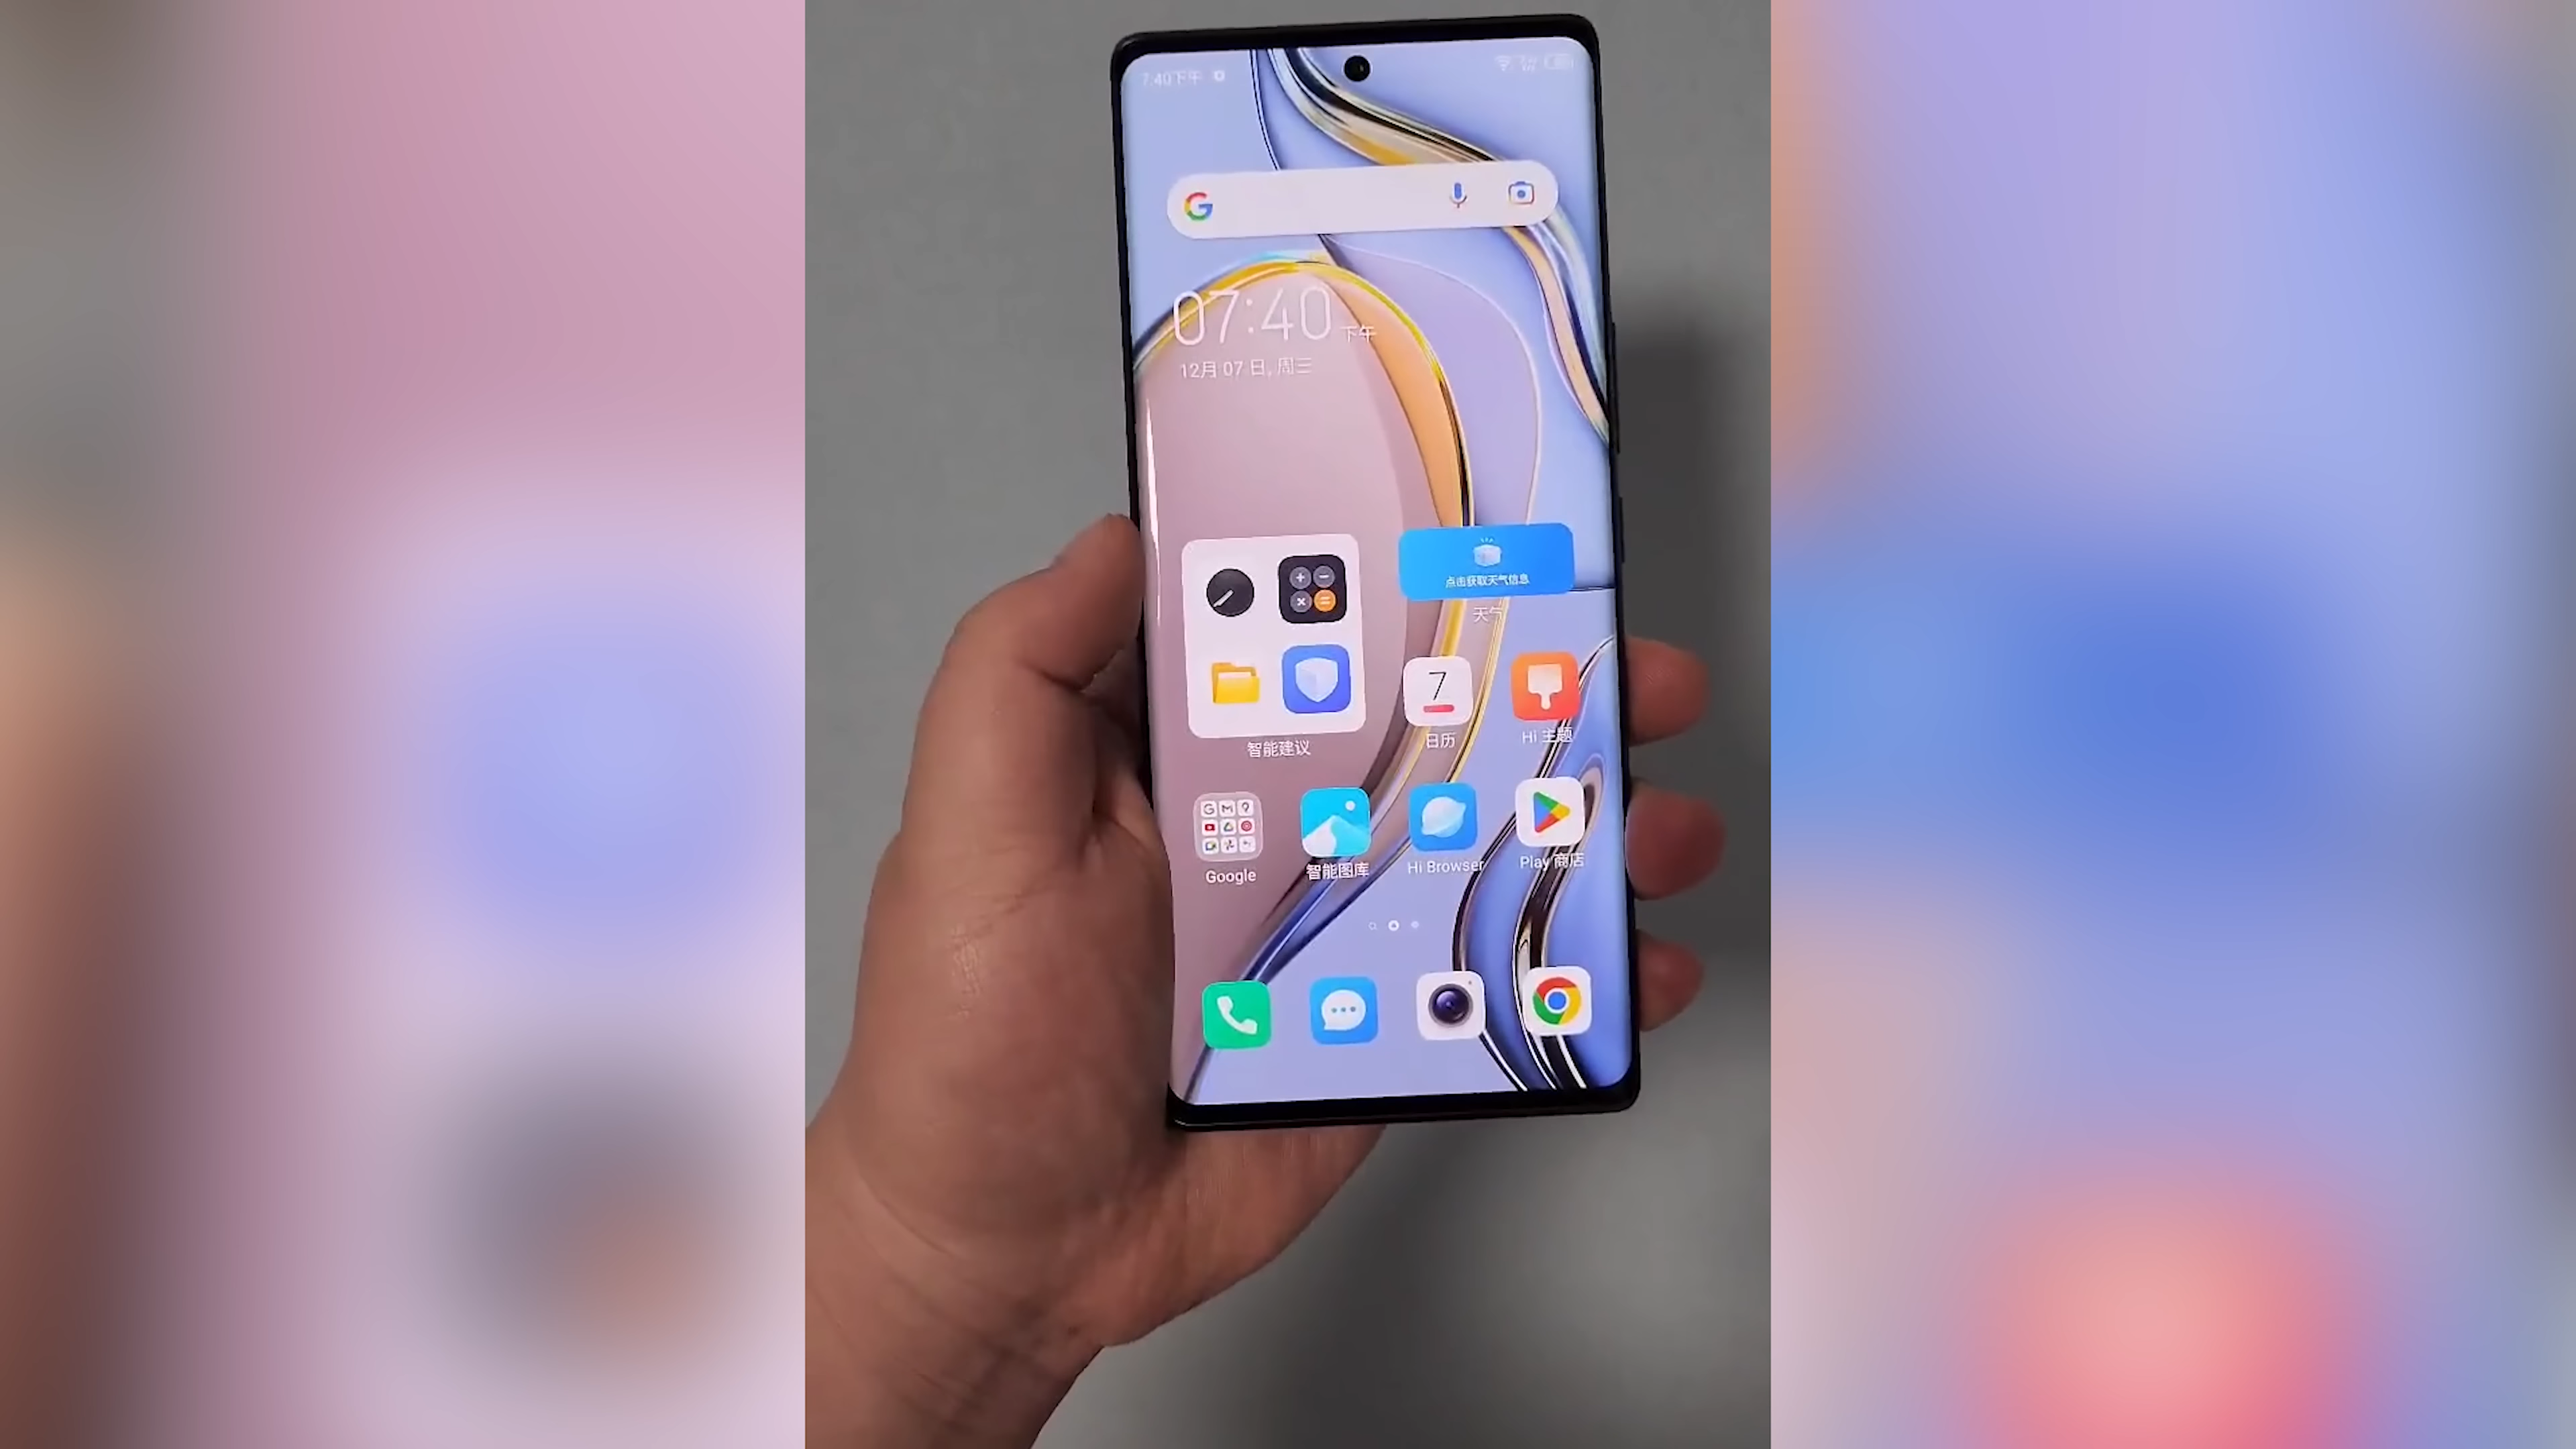 7:40下午
07:40 下午
12月 07 日, 周三
点击获取天气信息
天气
7
智能建议
日历
Hi 主题
Google
智能图库
Hi Browser
Play 商店